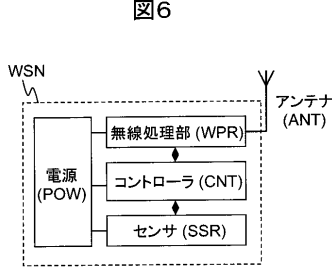 図6
WSN
アンテナ
(ANT)
無線処理部 (WPR)
電源
(POW)
コントローラ (CNT)
センサ (SSR)